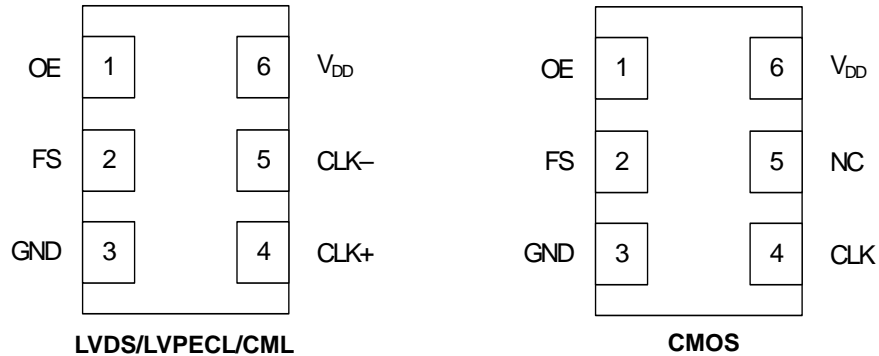 OE 1 6 VDD
FS 2 5 CLK–
GND 3 4 CLK+
LVDS/LVPECL/CML
OE 1 6 VDD
FS 2 5 NC
GND 3 4 CLK
CMOS